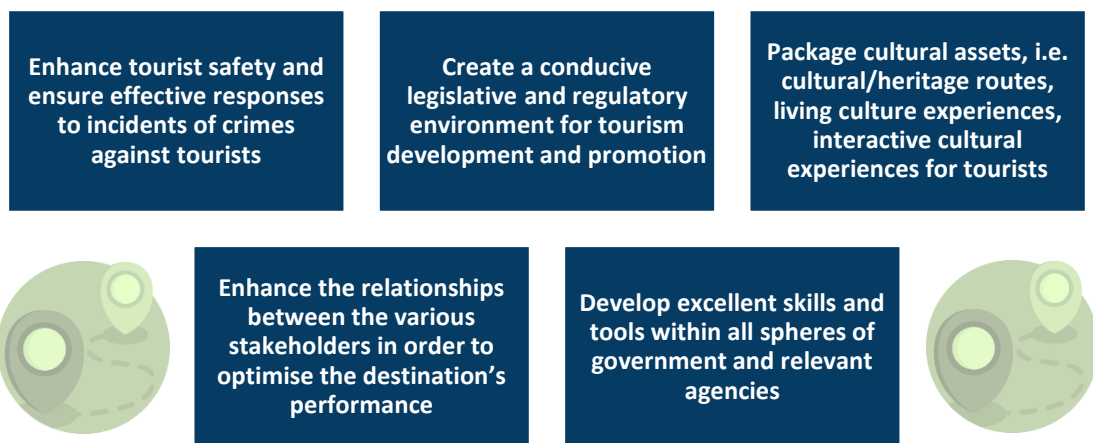 Enhance tourist safety and
ensure effective responses
to incidents of crimes
against tourists
Create a conducive
legislative and regulatory
environment for tourism
development and promotion
Package cultural assets, i.e.
cultural/heritage routes,
living culture experiences,
interactive cultural
experiences for tourists
Enhance the relationships
between the various
stakeholders in order to
optimise the destination’s
performance
Develop excellent skills and
tools within all spheres of
government and relevant
agencies